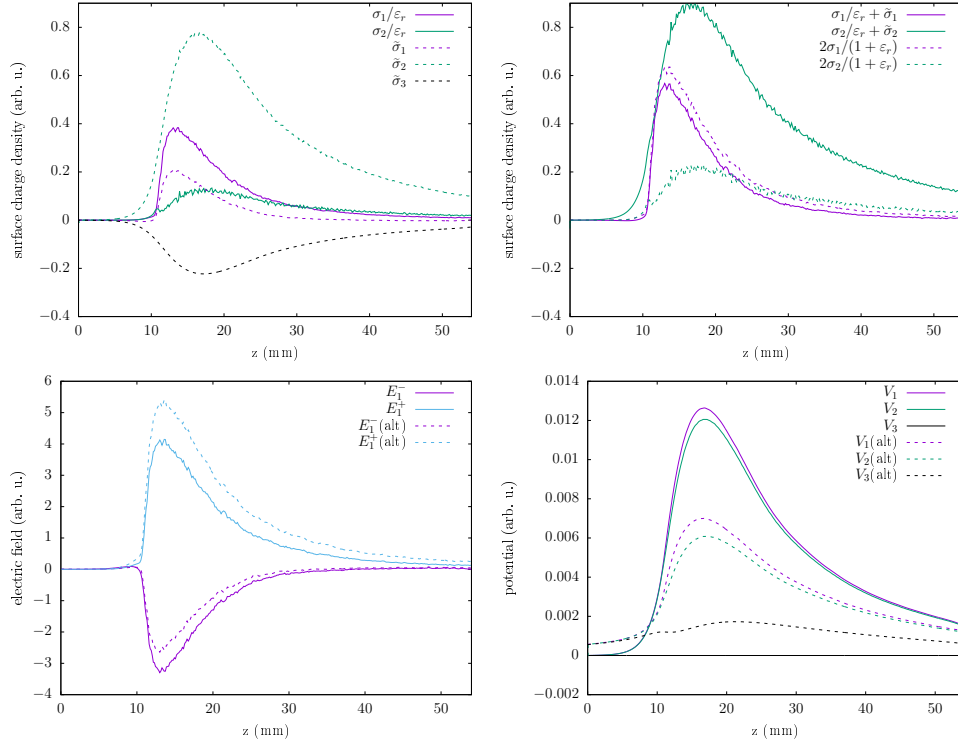 0.8
0.6
0.4
0.2
0
−0.2
−0.4
0 10 20 30 40 50
surface charge density (arb. u.)
z (mm)
σ₁/εᵣ
σ₂/εᵣ
σ̃₁
σ̃₂
σ̃₃
0.8
0.6
0.4
0.2
0
−0.2
−0.4
0 10 20 30 40 50
surface charge density (arb. u.)
z (mm)
σ₁/εᵣ + σ̃₁
σ₂/εᵣ + σ̃₂
2σ₁/(1 + εᵣ)
2σ₂/(1 + εᵣ)
6
5
4
3
2
1
0
−1
−2
−3
−4
0 10 20 30 40 50
electric field (arb. u.)
z (mm)
E₁⁻
E₁⁺
E₁⁻(alt)
E₁⁺(alt)
0.014
0.012
0.01
0.008
0.006
0.004
0.002
0
−0.002
0 10 20 30 40 50
potential (arb. u.)
z (mm)
V₁
V₂
V₃
V₁(alt)
V₂(alt)
V₃(alt)